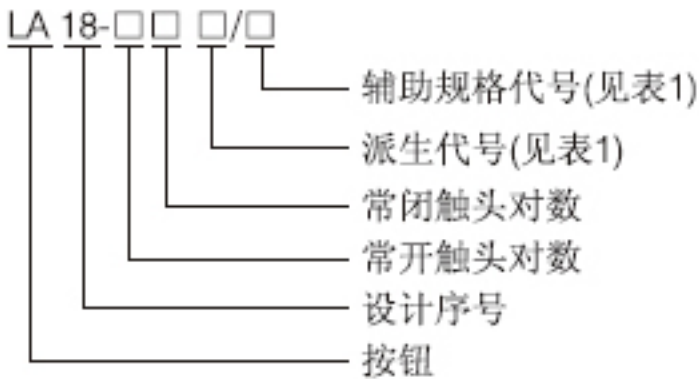 LA 18-□□ □/□
辅助规格代号(见表1)
派生代号(见表1)
常闭触头对数
常开触头对数
设计序号
按钮